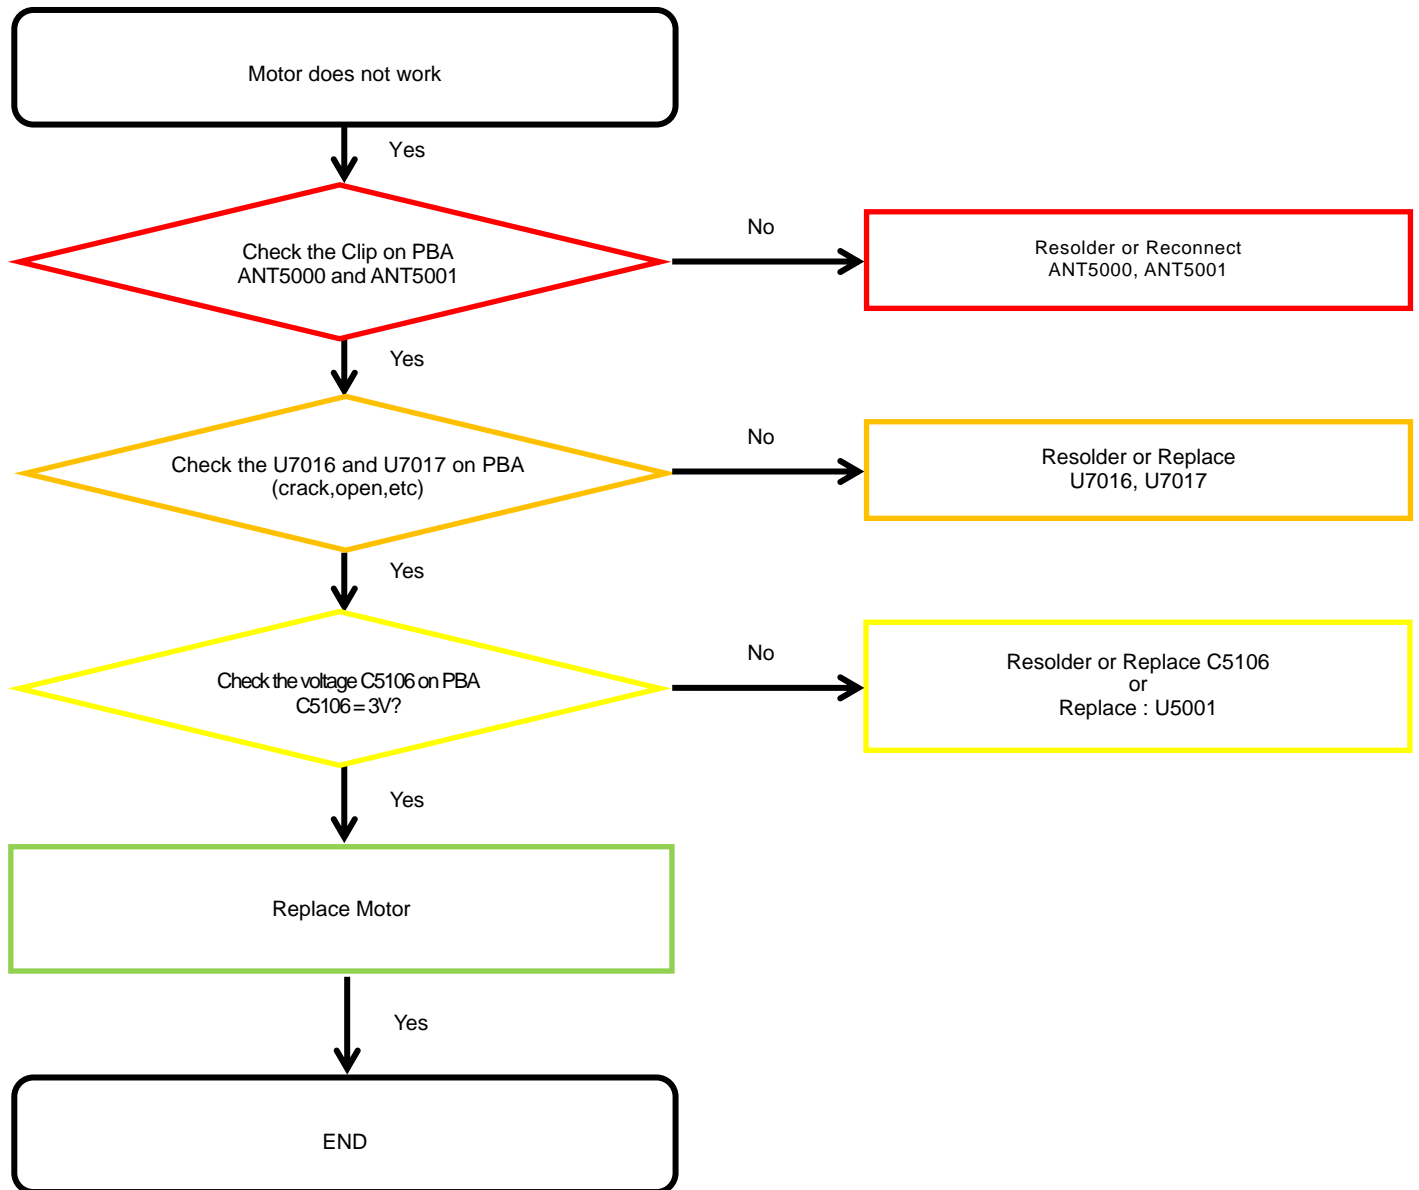 Motor does not work
Yes
Check the Clip on PBA
ANT5000 and ANT5001
No
Resolder or Reconnect
ANT5000, ANT5001
Yes
Check the U7016 and U7017 on PBA
(crack,open,etc)
No
Resolder or Replace
U7016, U7017
Yes
Check the voltage C5106 on PBA
C5106 = 3V?
No
Resolder or Replace C5106
or
Replace : U5001
Yes
Replace Motor
Yes
END